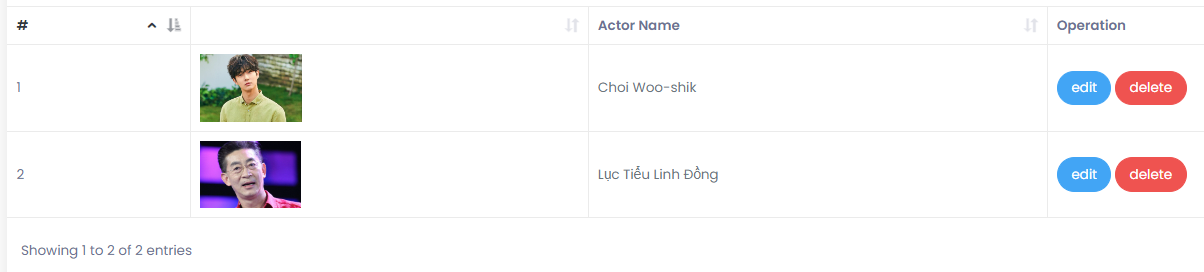 # Actor Name Operation
1 Choi Woo-shik edit delete
2 Lục Tiểu Linh Đồng edit delete
Showing 1 to 2 of 2 entries